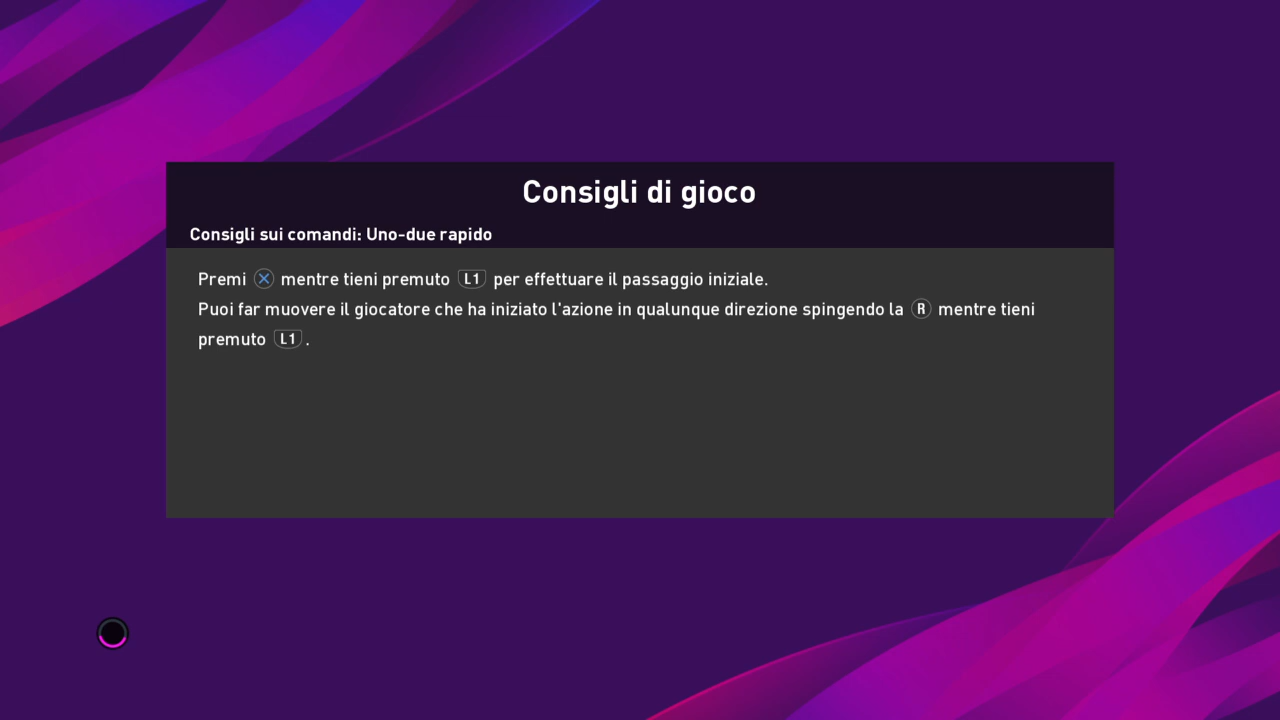 Consigli di gioco
Consigli sui comandi: Uno-due rapido
Premi ⓧ mentre tieni premuto L1 per effettuare il passaggio iniziale.
Puoi far muovere il giocatore che ha iniziato l'azione in qualunque direzione spingendo la R mentre tieni
premuto L1 .